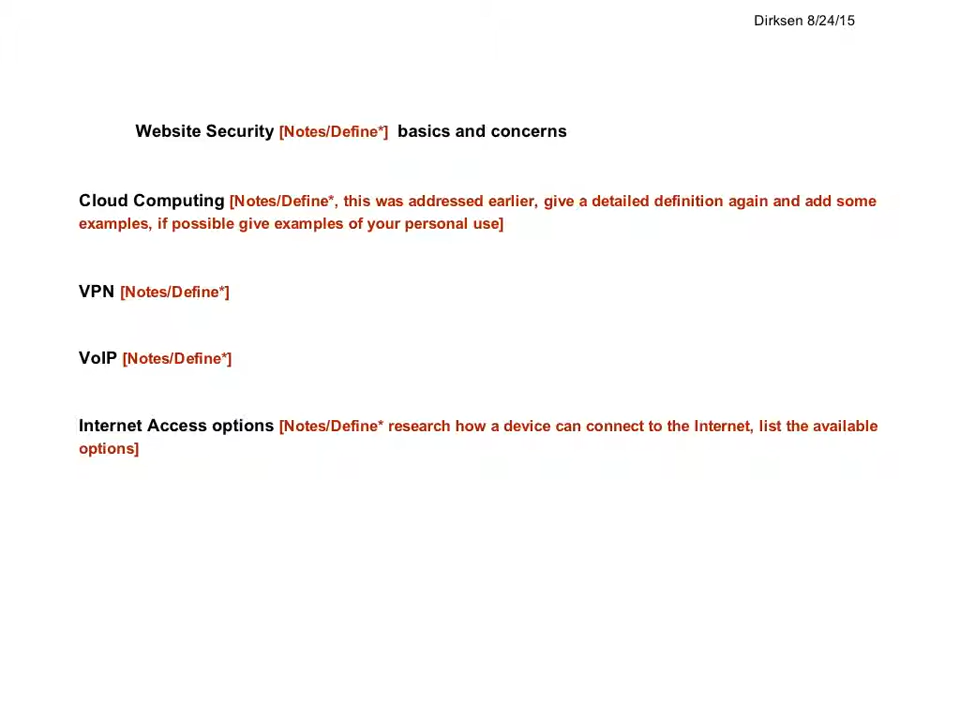 Dirksen 8/24/15
Website Security [Notes/Define*]  basics and concerns
Cloud Computing [Notes/Define*, this was addressed earlier, give a detailed definition again and add some
examples, if possible give examples of your personal use]
VPN [Notes/Define*]
VoIP [Notes/Define*]
Internet Access options [Notes/Define* research how a device can connect to the Internet, list the available
options]